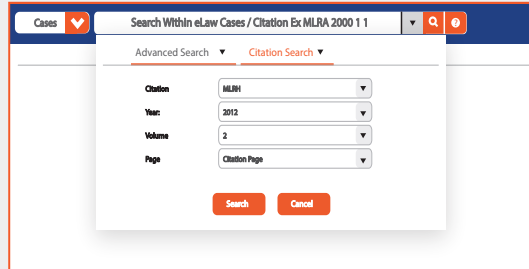 Cases Search Within eLaw Cases / Citation Ex MLRA 2000 1 1
Advanced Search Citation Search
Citation MLRH
Year: 2012
Volume 2
Page Citation Page
Search Cancel